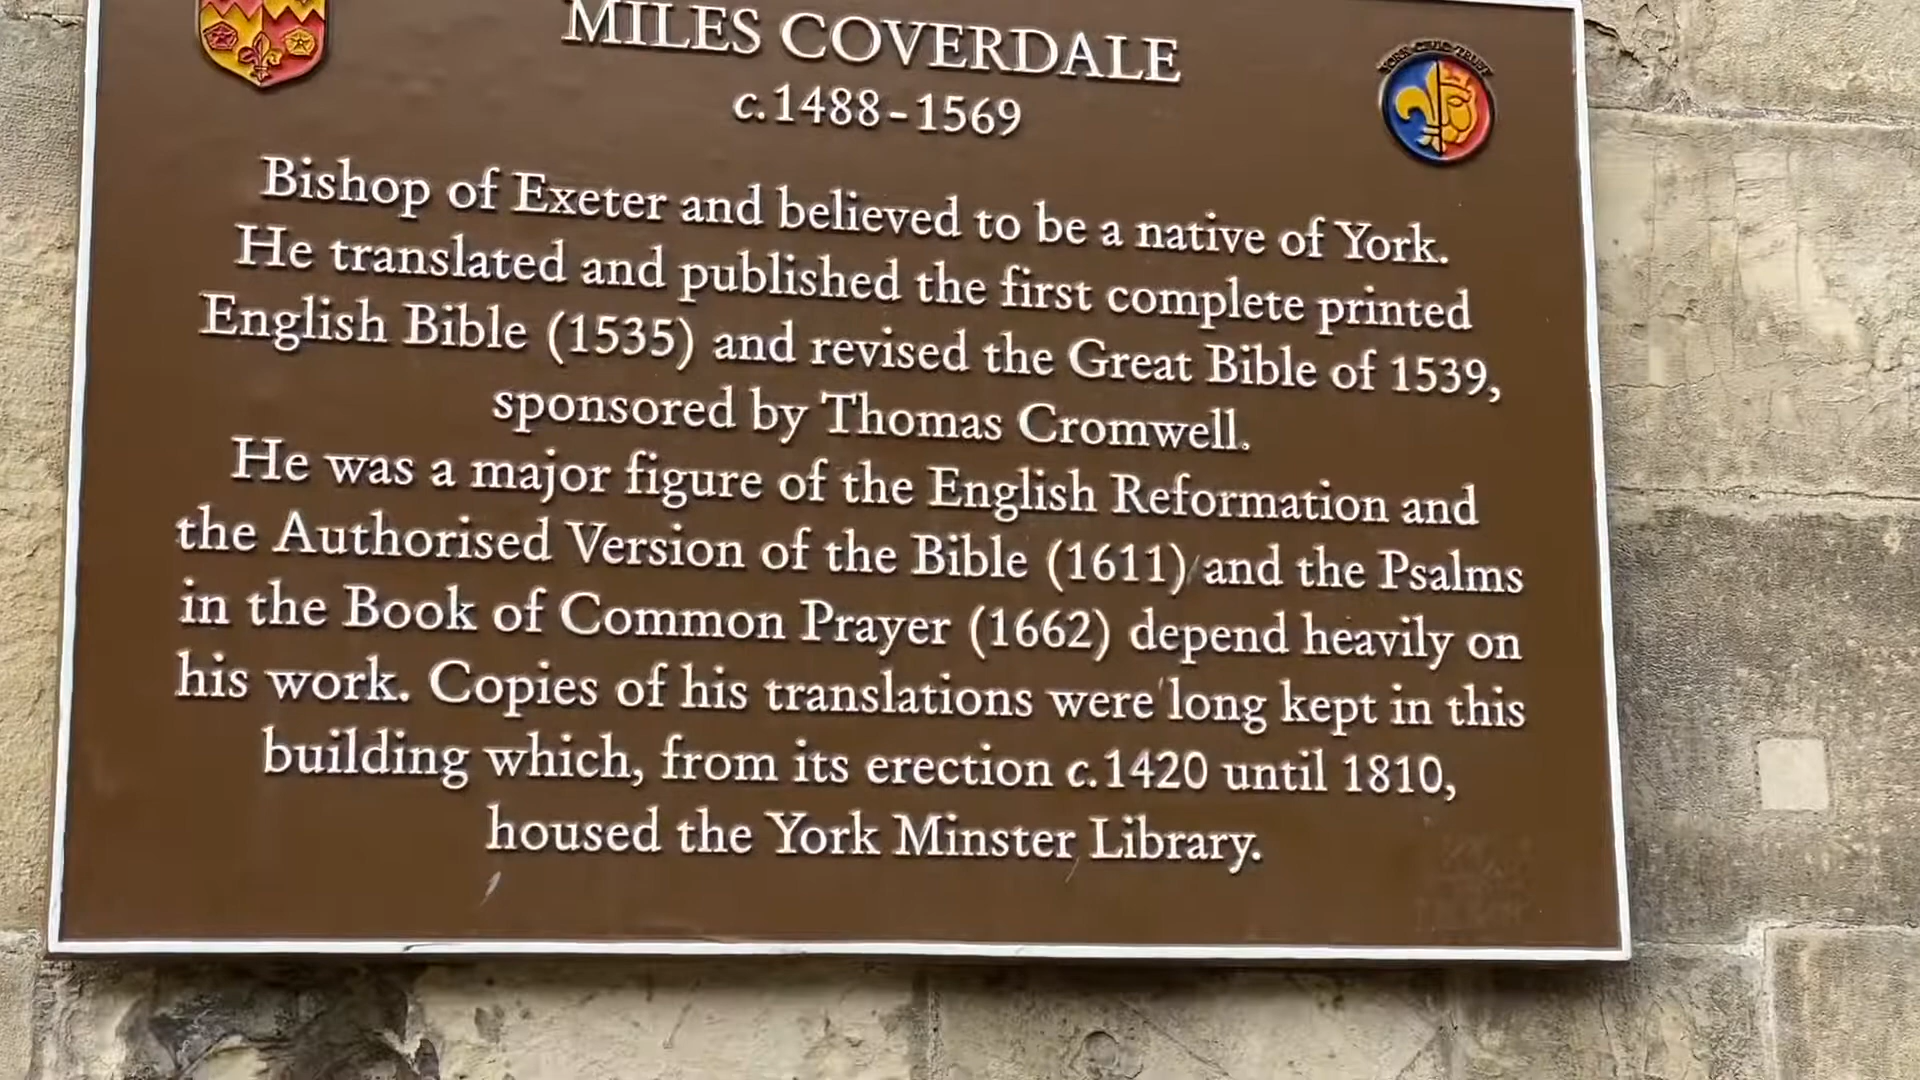 MILES COVERDALE
c.1488-1569
YORK CIVIC TRUST
Bishop of Exeter and believed to be a native of York.
He translated and published the first complete printed
English Bible (1535) and revised the Great Bible of 1539,
sponsored by Thomas Cromwell.
He was a major figure of the English Reformation and
the Authorised Version of the Bible (1611) and the Psalms
in the Book of Common Prayer (1662) depend heavily on
his work. Copies of his translations were long kept in this
building which, from its erection c.1420 until 1810,
housed the York Minster Library.